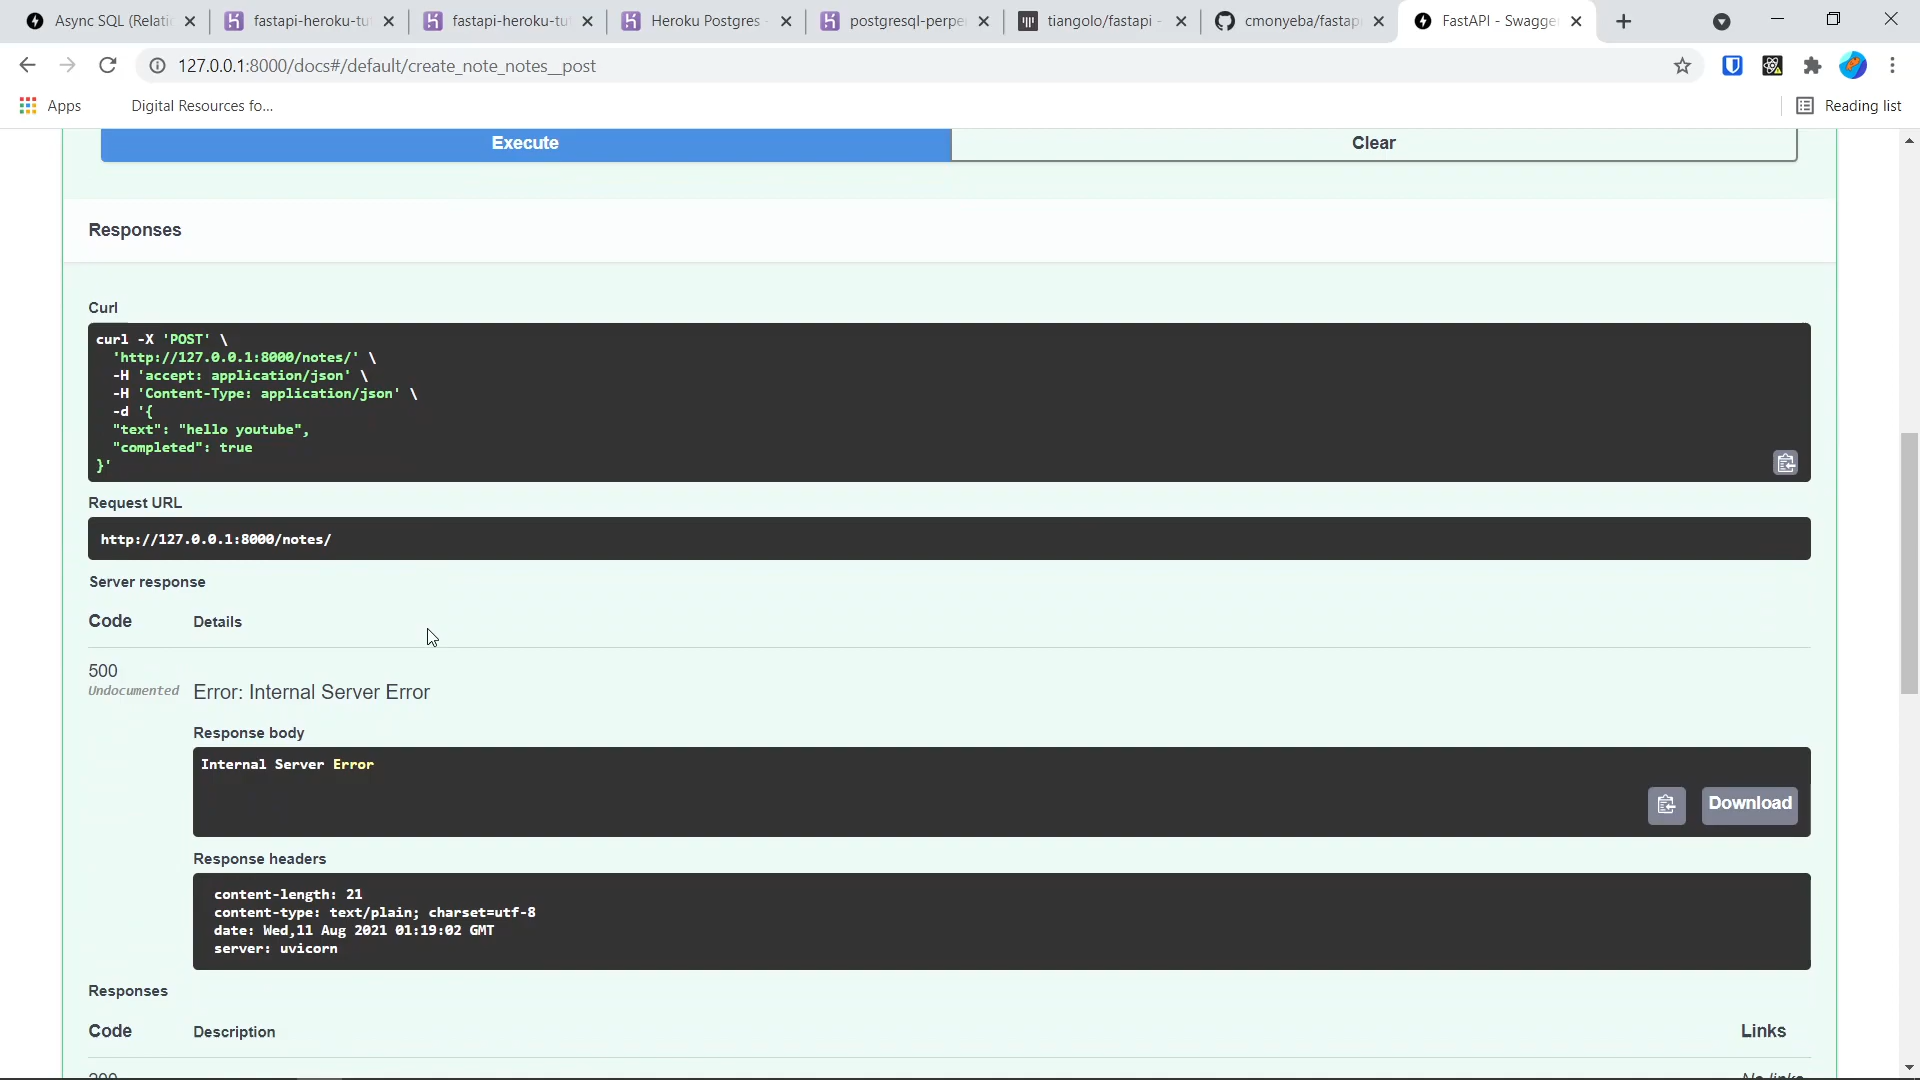 Async SQL (Relati
fastapi-heroku-tut
fastapi-heroku-tut
Heroku Postgres -
postgresql-perpe
tiangolo/fastapi -
cmonyeba/fastap
FastAPI - Swagge
127.0.0.1:8000/docs#/default/create_note_notes__post
Apps
Digital Resources fo...
Reading list
Execute
Clear
Responses
Curl
curl -X 'POST' \
'http://127.0.0.1:8000/notes/' \
-H 'accept: application/json' \
-H 'Content-Type: application/json' \
-d '{
"text": "hello youtube",
"completed": true
}'
Request URL
http://127.0.0.1:8000/notes/
Server response
Code
Details
500
Undocumented
Error: Internal Server Error
Response body
Internal Server Error
Download
Response headers
content-length: 21
content-type: text/plain; charset=utf-8
date: Wed,11 Aug 2021 01:19:02 GMT
server: uvicorn
Responses
Code
Description
Links
200
No links